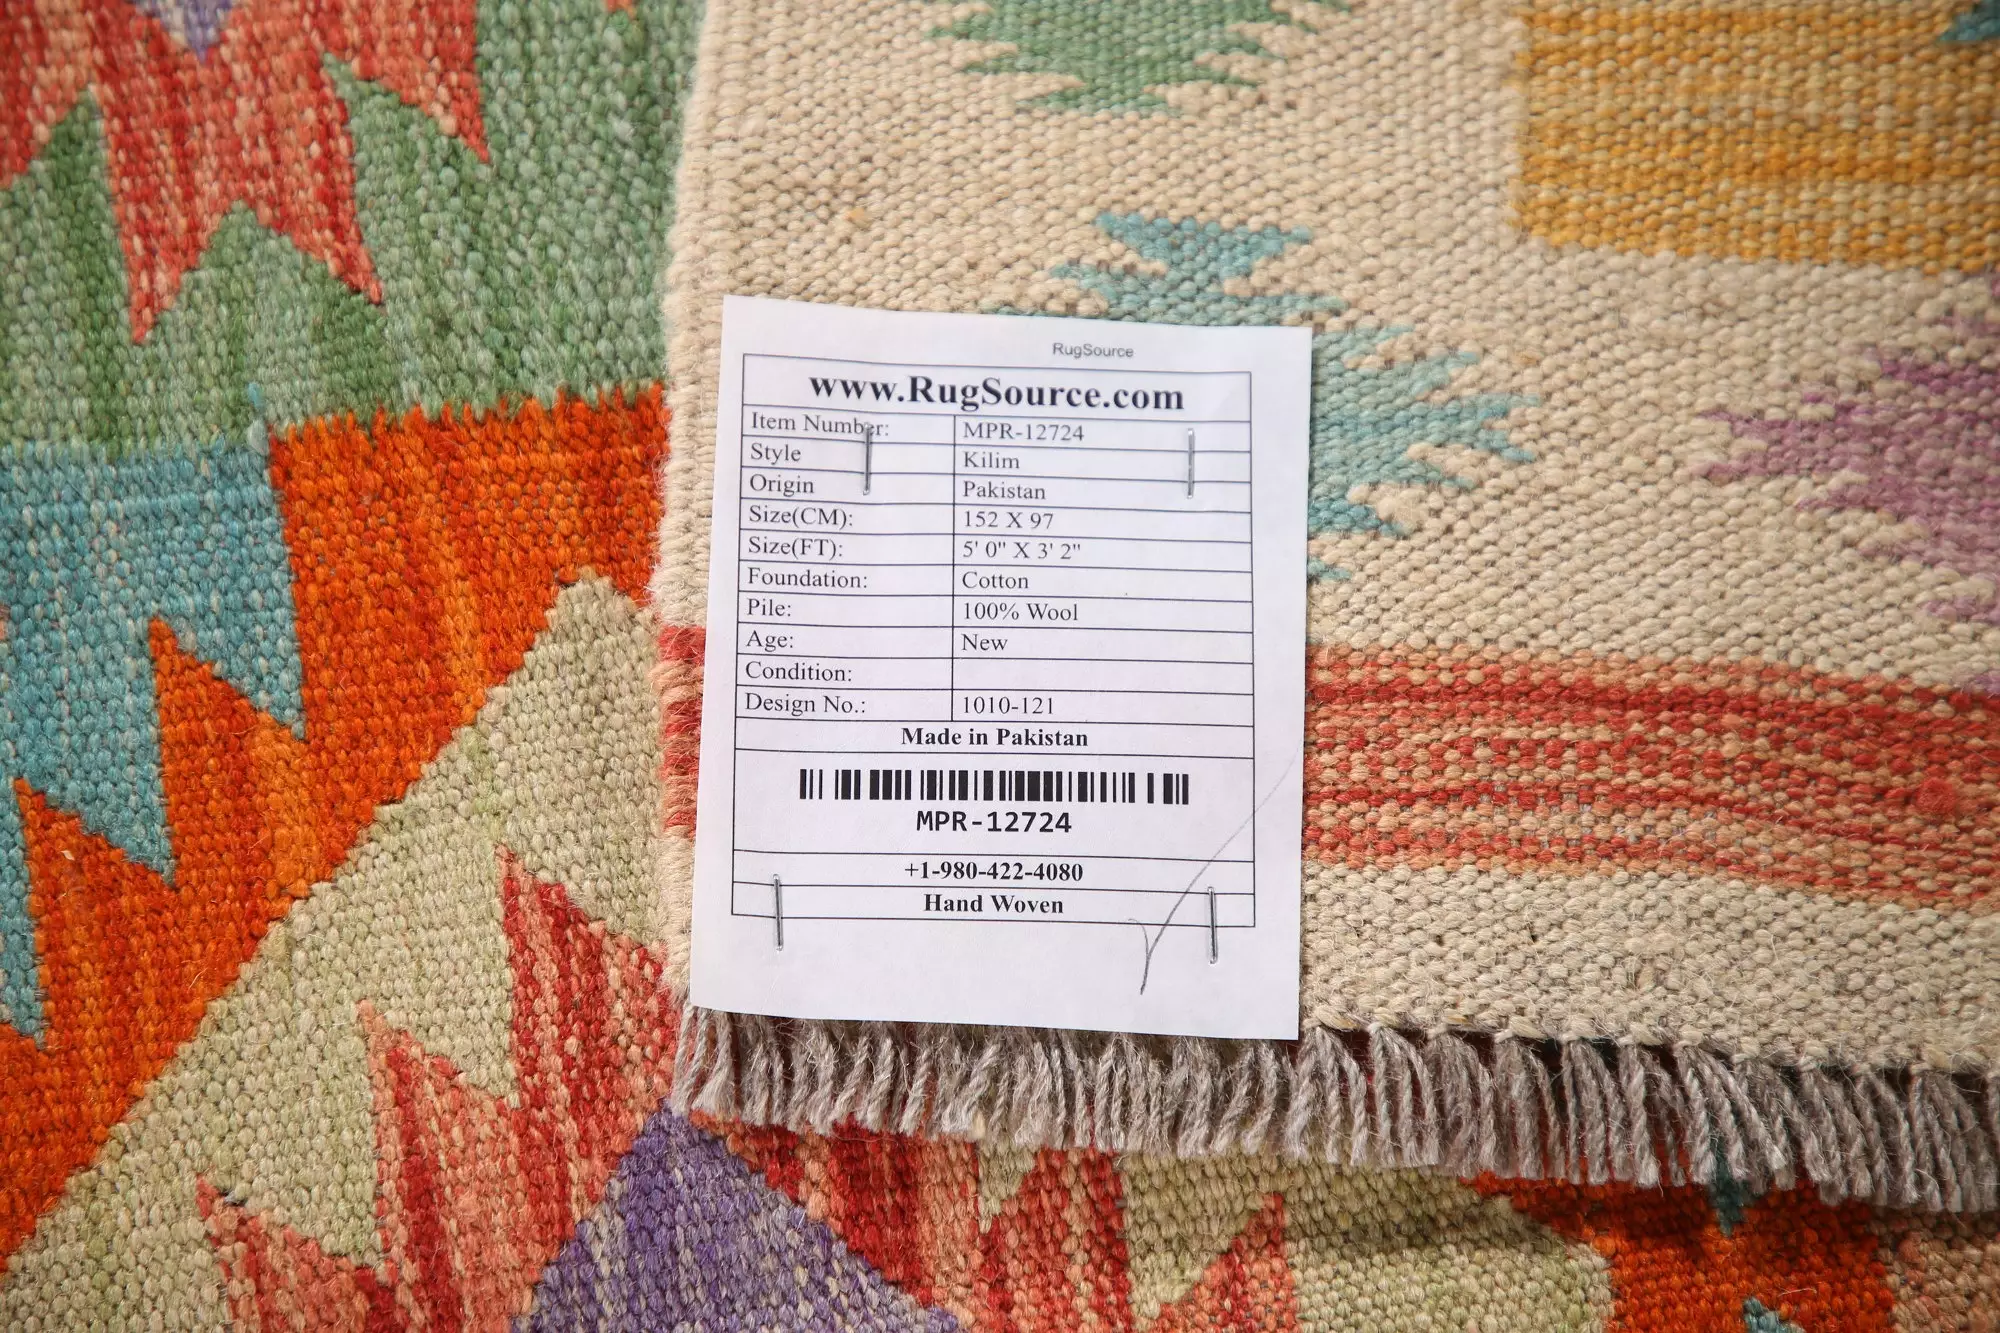 RugSource
www.RugSource.com
Item Number: MPR-12724
Style Kilim
Origin Pakistan
Size(CM): 152 X 97
Size(FT): 5' 0" X 3' 2"
Foundation: Cotton
Pile: 100% Wool
Age: New
Condition:
Design No.: 1010-121
Made in Pakistan
MPR-12724
+1-980-422-4080
Hand Woven